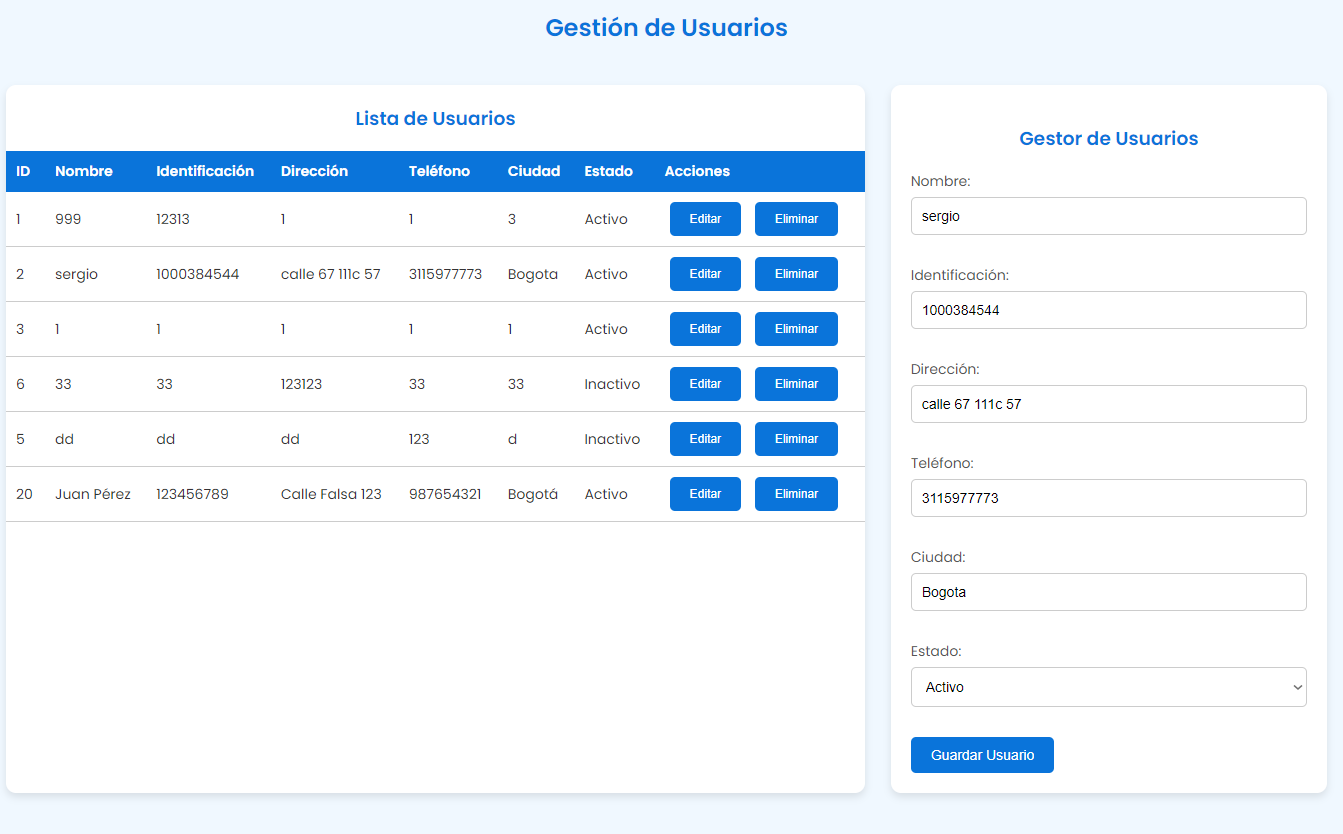 Gestión de Usuarios
Lista de Usuarios
ID Nombre Identificación Dirección Teléfono Ciudad Estado Acciones
1 999 12313 1 1 3 Activo Editar Eliminar
2 sergio 1000384544 calle 67 111c 57 3115977773 Bogota Activo Editar Eliminar
3 1 1 1 1 1 Activo Editar Eliminar
6 33 33 123123 33 33 Inactivo Editar Eliminar
5 dd dd dd 123 d Inactivo Editar Eliminar
20 Juan Pérez 123456789 Calle Falsa 123 987654321 Bogotá Activo Editar Eliminar
Gestor de Usuarios
Nombre:
sergio
Identificación:
1000384544
Dirección:
calle 67 111c 57
Teléfono:
3115977773
Ciudad:
Bogota
Estado:
Activo
Guardar Usuario